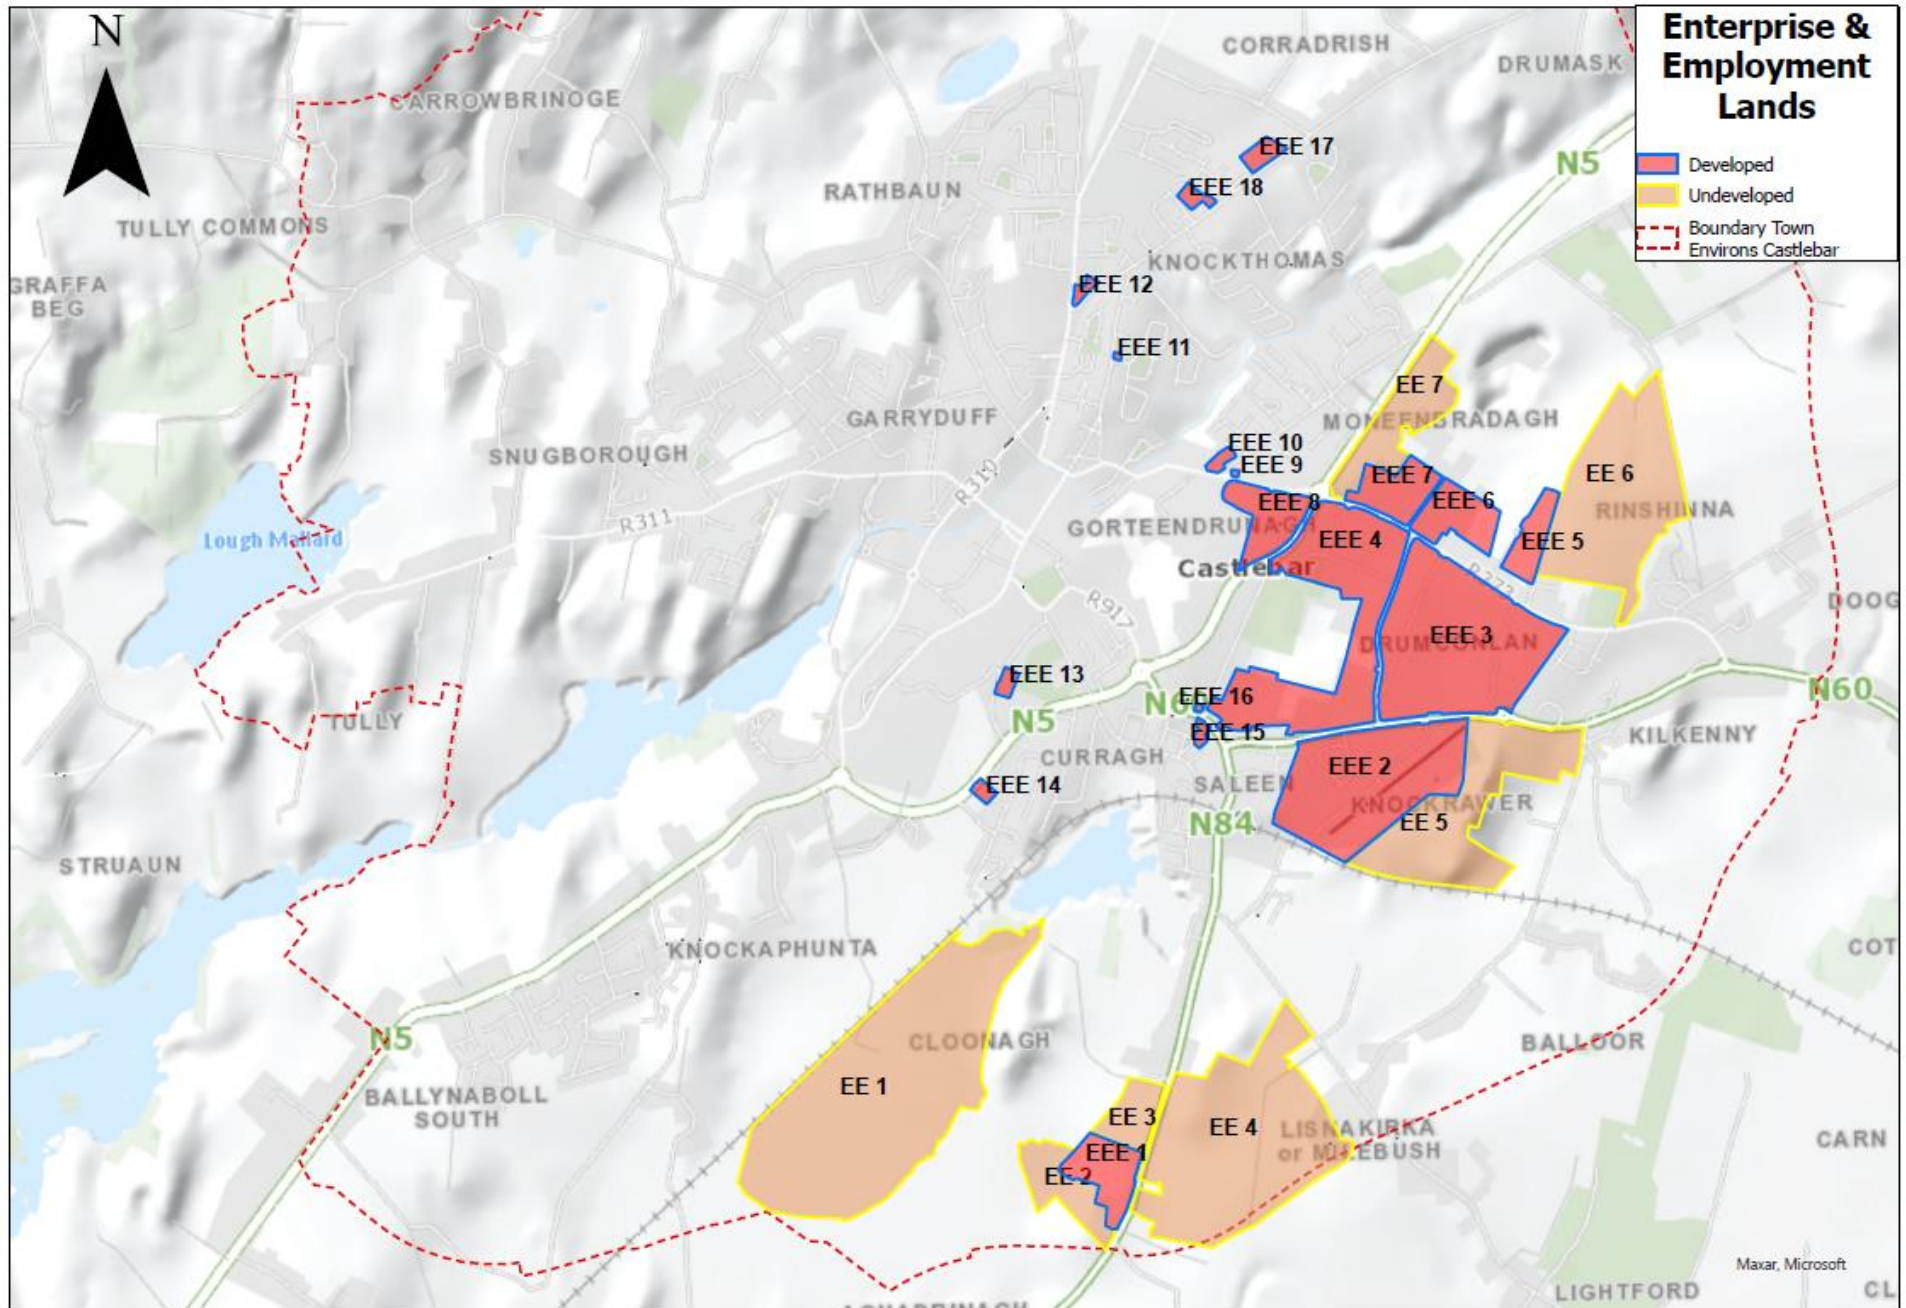 N
Enterprise &
Employment
Lands
Developed
Undeveloped
Boundary Town
Environs Castlebar
CORRADRISH
DRUMASK
CARROWBRINOGE
EEE 17
N5
RATHBAUN
EEE 18
TULLY COMMONS
KNOCKTHOMAS
GRAFFA
BEG
EEE 12
EEE 11
EE 7
GARRYDUFF
MONEENBRADAGH
SNUGBOROUGH
EEE 10
EEE 9
EEE 7
EE 6
R310
EEE 8
EEE 6
RINSHINNA
R311
GORTEENDRUNAGH
Lough Mallard
EEE 4
EEE 5
Castlebar
R373
R917
DOOG
EEE 3
DRUMCONLAN
EEE 13
N60
EEE 16
N60
TULLY
N5
EEE 15
KILKENNY
CURRAGH
EEE 2
EEE 14
SALEEN
KNOCKRAWER
N84
EE 5
STRUAUN
KNOCKAPHUNTA
COT
N5
CLOONAGH
BALLOOR
EE 1
BALLYNABOLL
SOUTH
EE 3
EE 4
LISNAKIRKA
or MILEBUSH
CARN
EEE 1
EE 2
Maxar, Microsoft
LIGHTFORD
CL